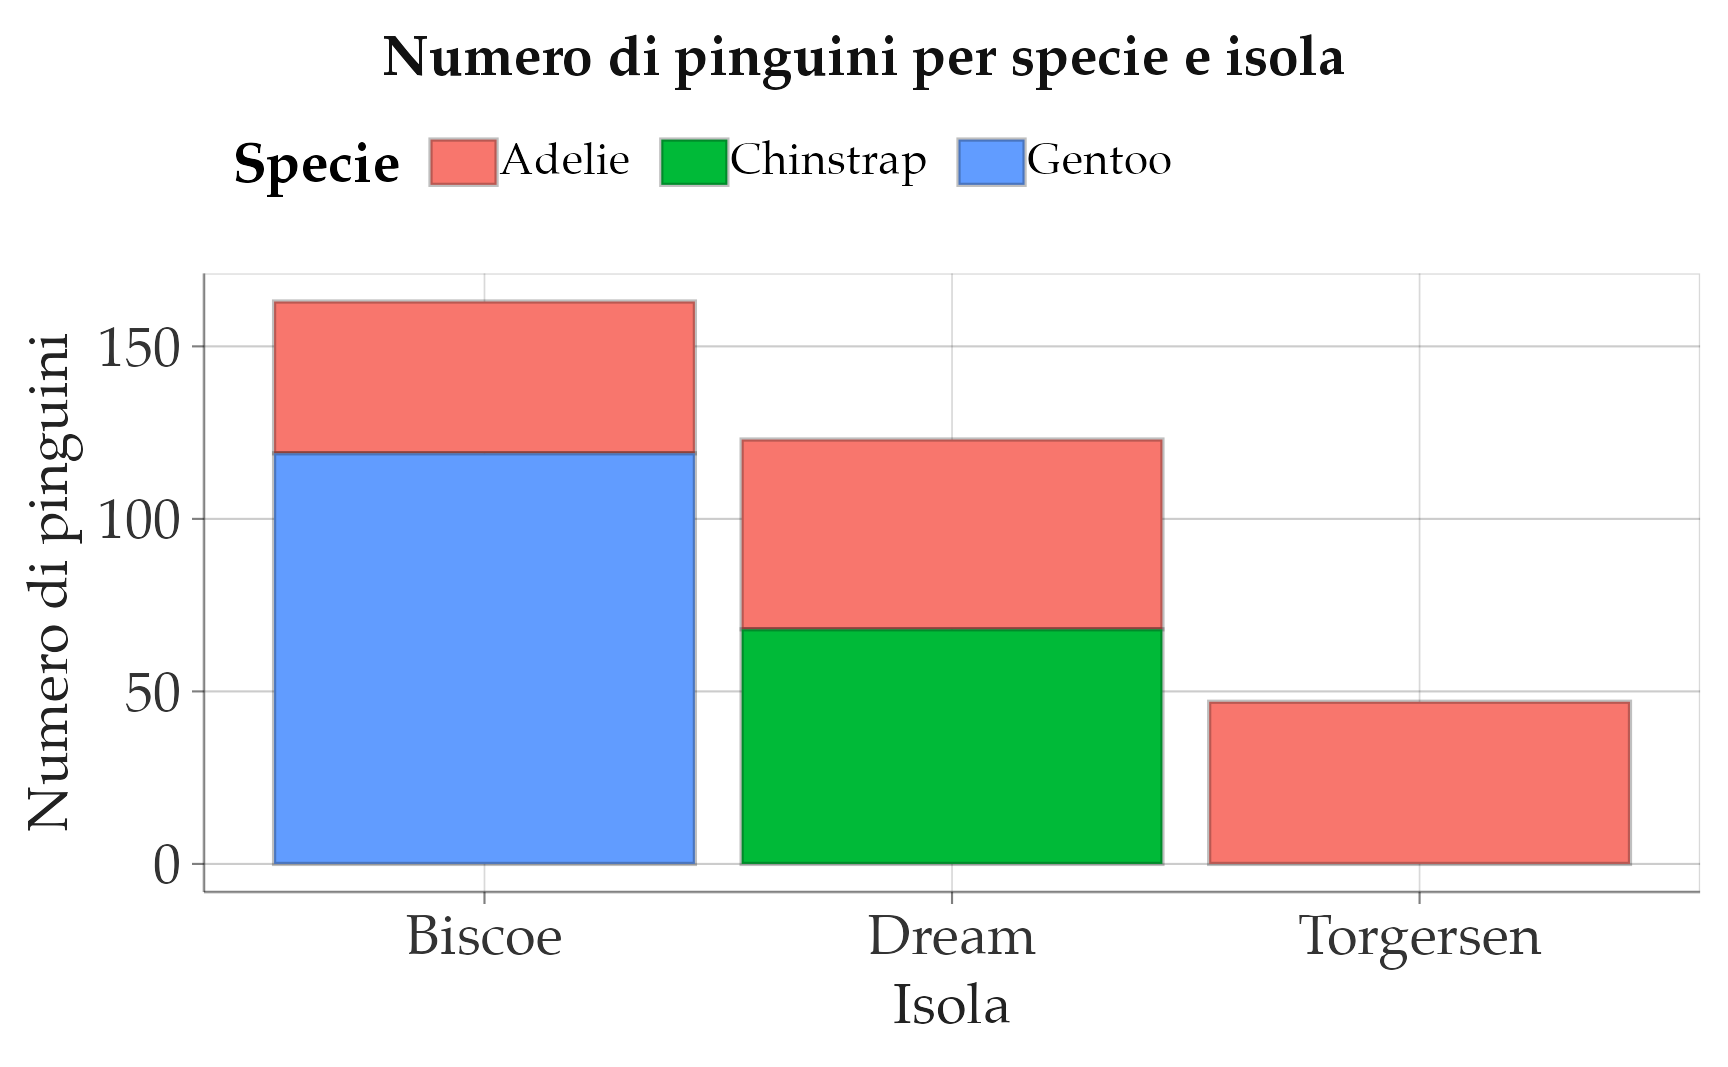 Numero di pinguini per specie e isola
Specie Adelie Chinstrap Gentoo
Numero di pinguini
150
100
50
0
Biscoe Dream Torgersen
Isola